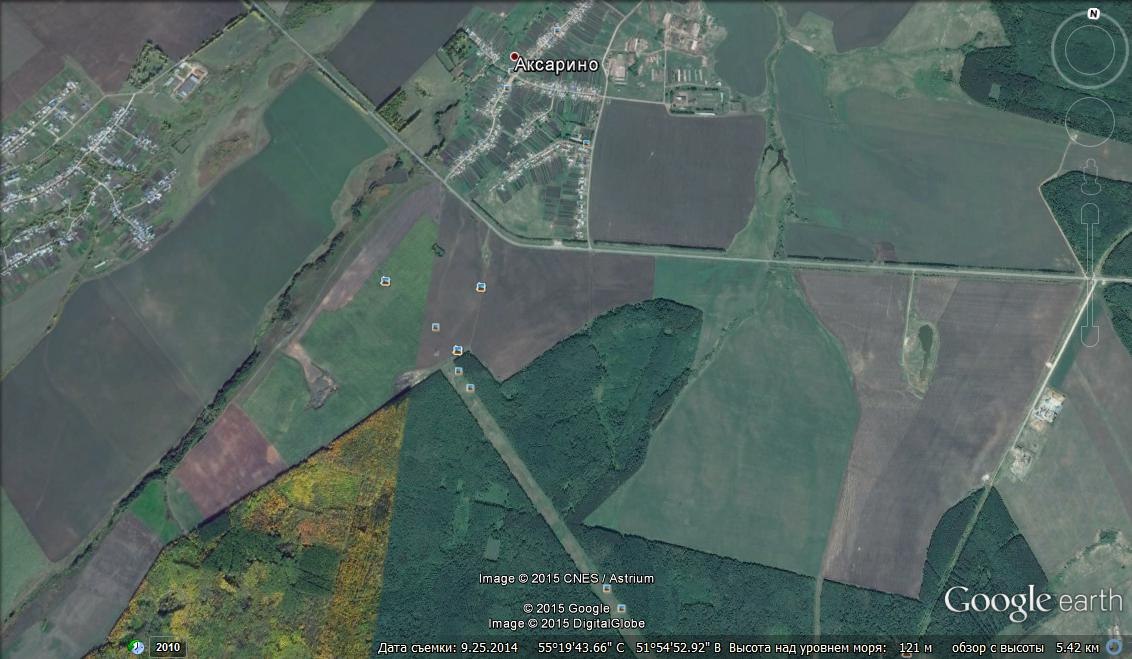 N
Аксарино
Image © 2015 CNES / Astrium
© 2015 Google
Image © 2015 DigitalGlobe
Google earth
2010
Дата съемки: 9.25.2014 55°19'43.66" С 51°54'52.92" В Высота над уровнем моря: 121 м обзор с высоты 5.42 км